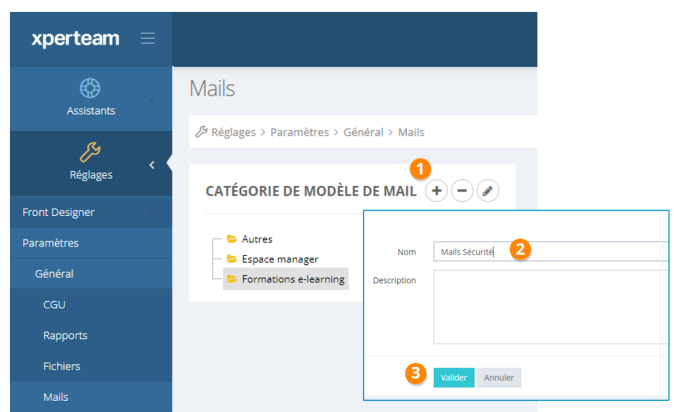 xperteam
Assistants
Réglages
Front Designer
Paramètres
Général
CGU
Rapports
Fichiers
Mails
Mails
Réglages > Paramètres > Général > Mails
1
CATÉGORIE DE MODÈLE DE MAIL
Autres
Espace manager
Formations e-learning
Nom
Mails Sécurité
2
Description
3
Valider
Annuler